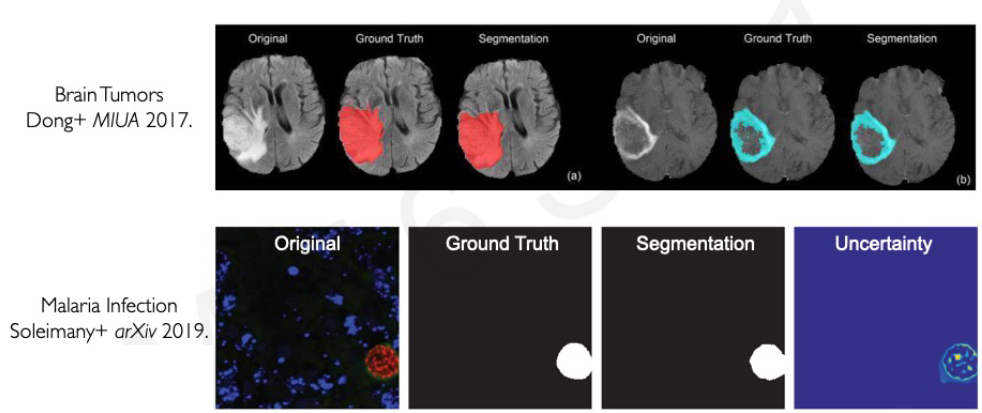 Original Ground Truth Segmentation Original Ground Truth Segmentation
Brain Tumors
Dong+ MIUA 2017.
(a) (b)
Original Ground Truth Segmentation Uncertainty
Malaria Infection
Soleimany+ arXiv 2019.